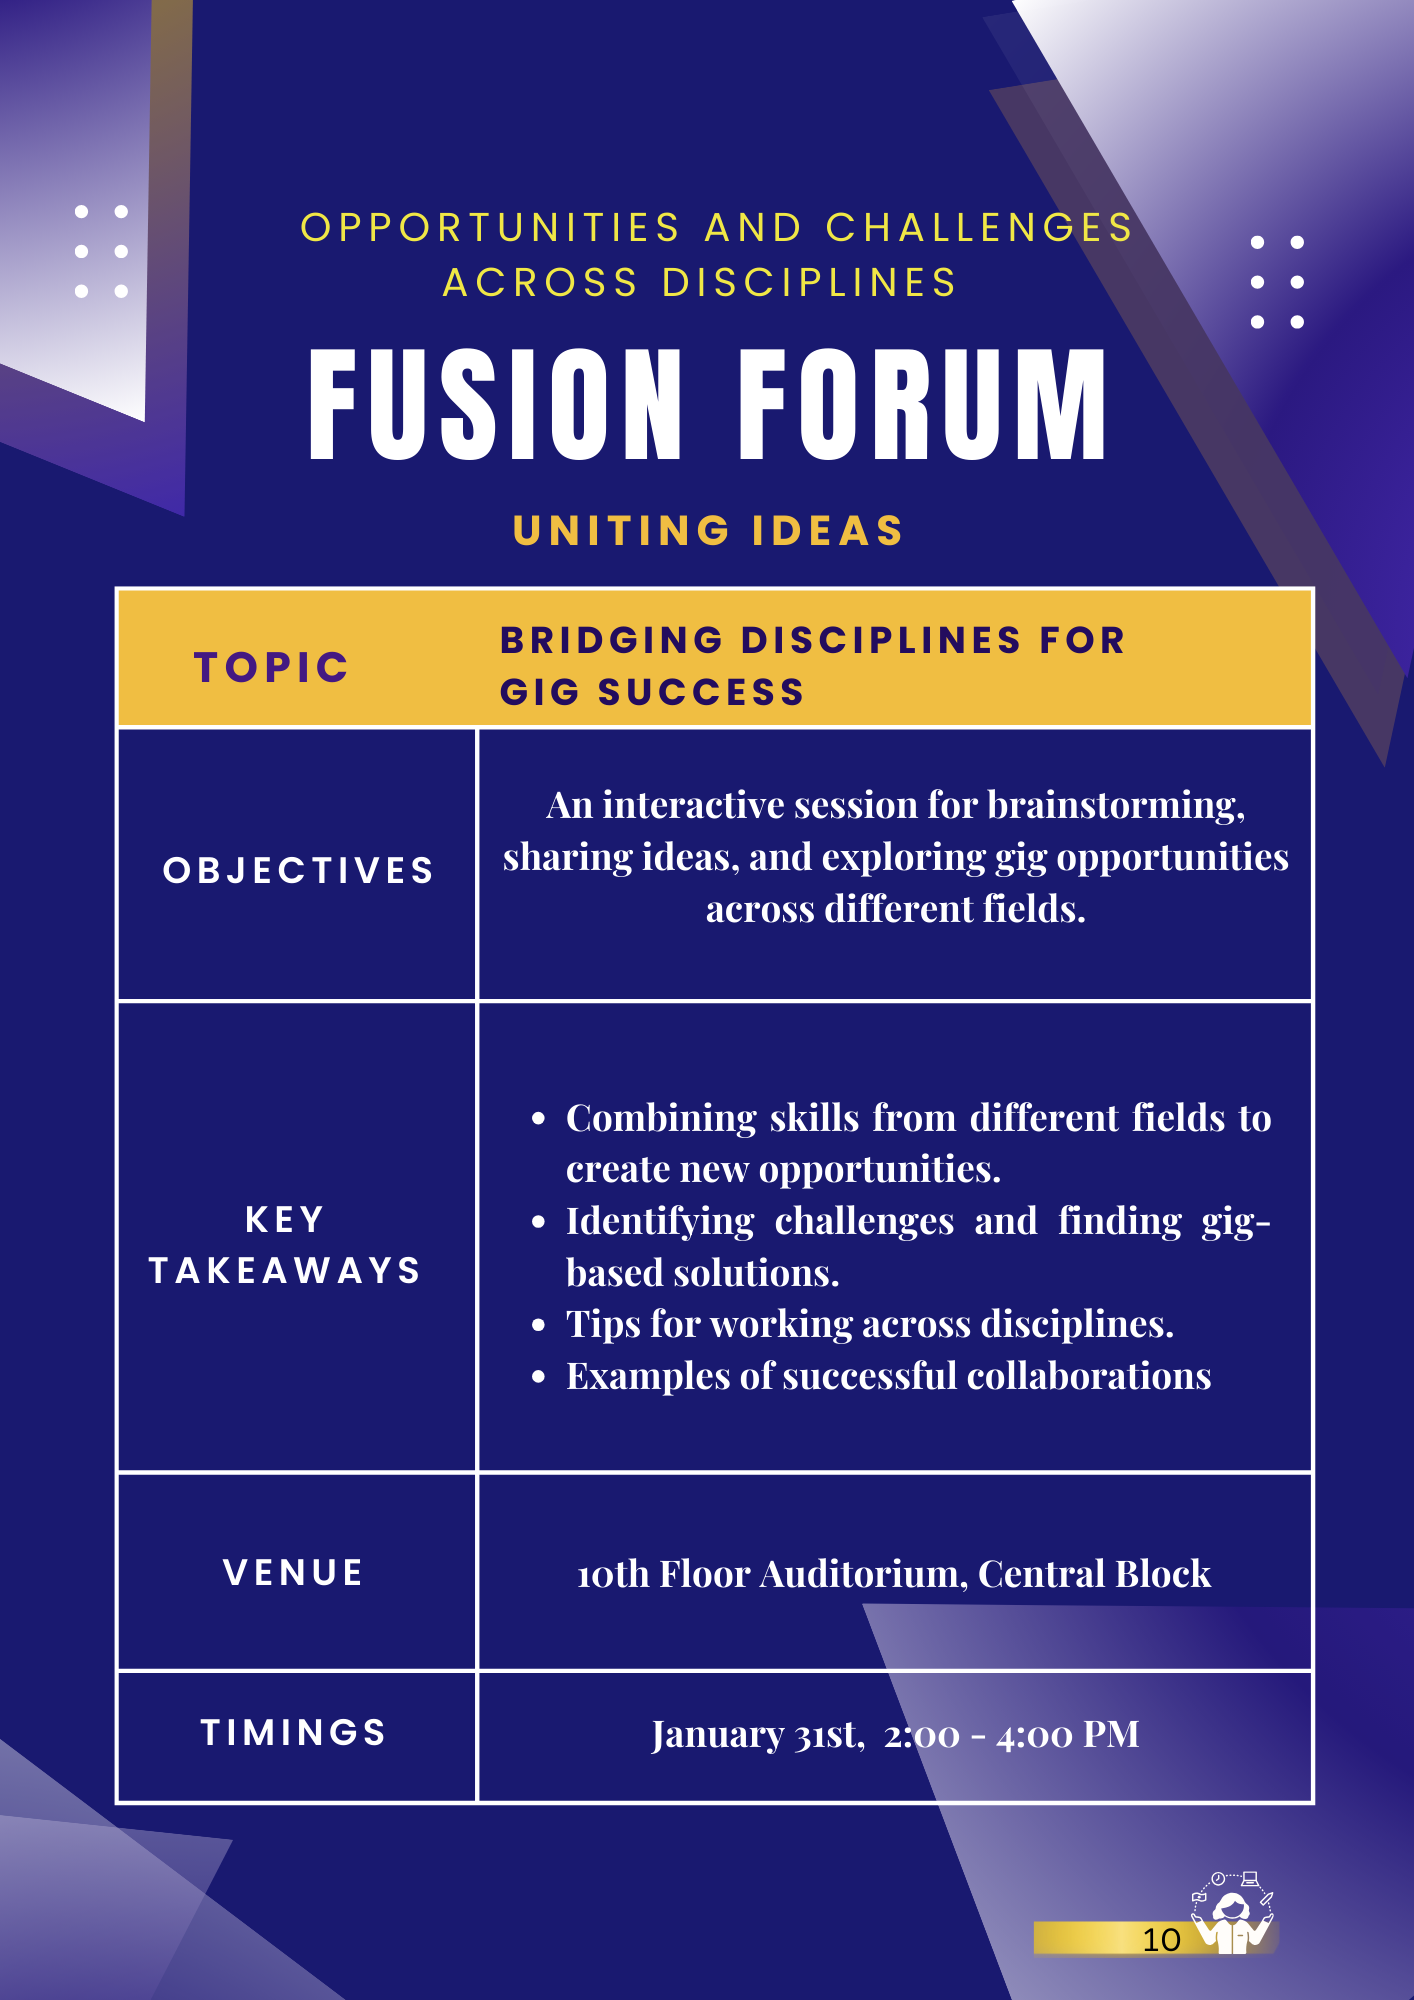 OPPORTUNITIES AND CHALLENGES
ACROSS DISCIPLINES
FUSION FORUM
UNITING IDEAS
TOPIC
BRIDGING DISCIPLINES FOR
GIG SUCCESS
OBJECTIVES
An interactive session for brainstorming,
sharing ideas, and exploring gig opportunities
across different fields.
KEY
TAKEAWAYS
• Combining skills from different fields to
create new opportunities.
• Identifying challenges and finding gig-
based solutions.
• Tips for working across disciplines.
• Examples of successful collaborations
VENUE
10th Floor Auditorium, Central Block
TIMINGS
January 31st, 2:00 - 4:00 PM
10